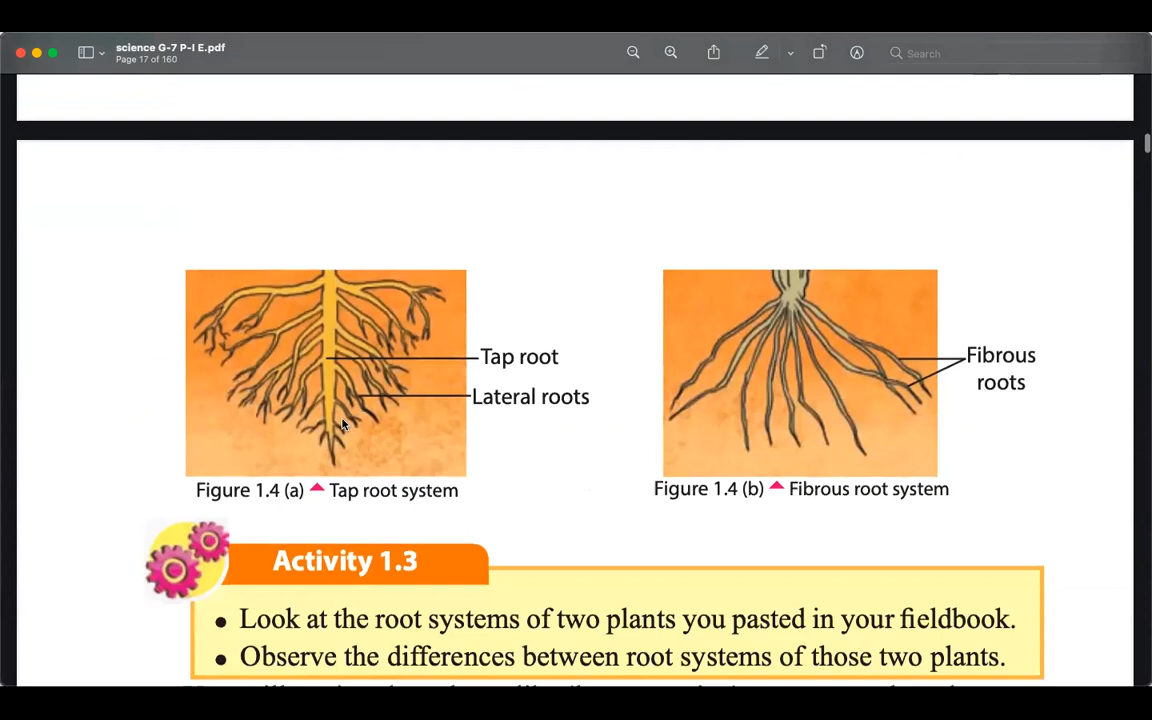 science G-7 P-I E.pdf
Page 17 of 160
Search
Tap root
Lateral roots
Fibrous
roots
Figure 1.4 (a) Tap root system
Figure 1.4 (b) Fibrous root system
Activity 1.3
• Look at the root systems of two plants you pasted in your fieldbook.
• Observe the differences between root systems of those two plants.